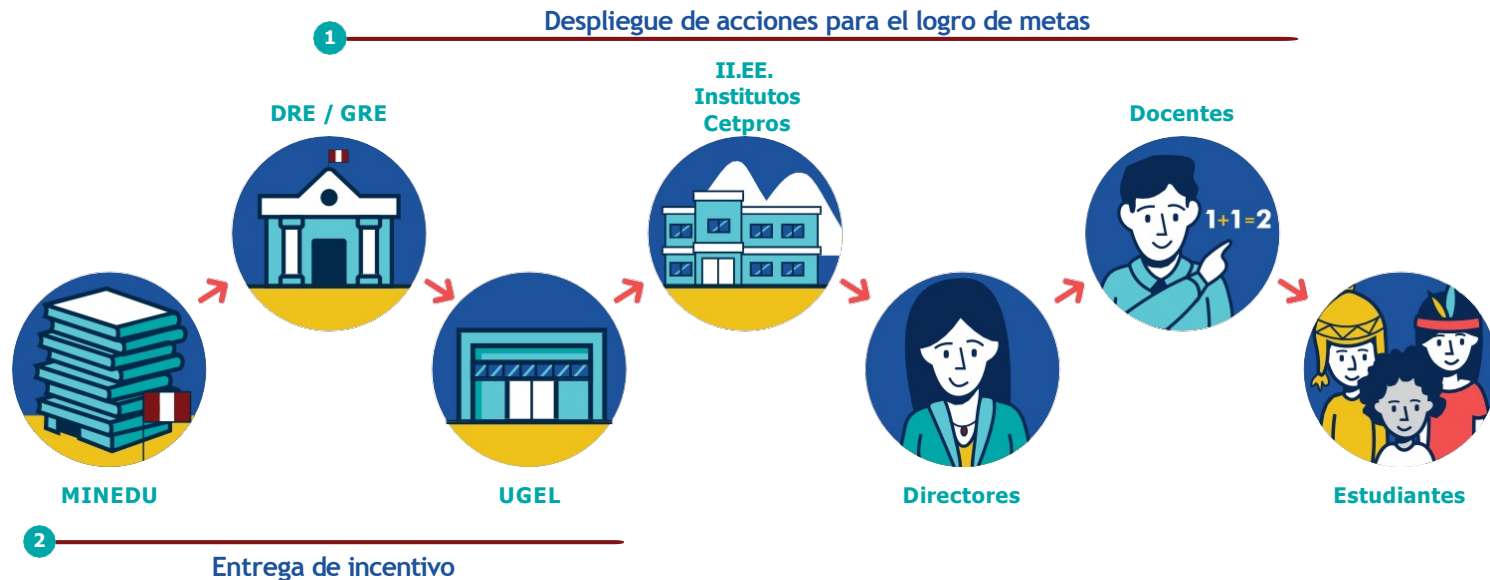 1
Despliegue de acciones para el logro de metas
II.EE.
Institutos
Cetpros
DRE / GRE
Docentes
1+1=2
MINEDU
UGEL
Directores
Estudiantes
2
Entrega de incentivo